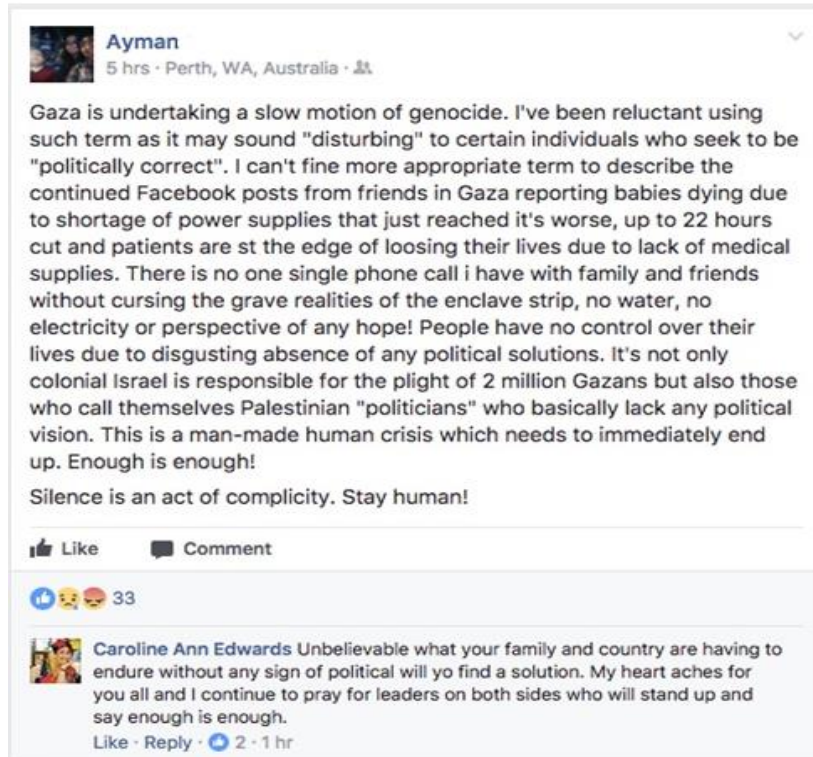 Ayman
5 hrs · Perth, WA, Australia ·
Gaza is undertaking a slow motion of genocide. I've been reluctant using
such term as it may sound "disturbing" to certain individuals who seek to be
"politically correct". I can't fine more appropriate term to describe the
continued Facebook posts from friends in Gaza reporting babies dying due
to shortage of power supplies that just reached it's worse, up to 22 hours
cut and patients are st the edge of loosing their lives due to lack of medical
supplies. There is no one single phone call i have with family and friends
without cursing the grave realities of the enclave strip, no water, no
electricity or perspective of any hope! People have no control over their
lives due to disgusting absence of any political solutions. It's not only
colonial Israel is responsible for the plight of 2 million Gazans but also those
who call themselves Palestinian "politicians" who basically lack any political
vision. This is a man-made human crisis which needs to immediately end
up. Enough is enough!
Silence is an act of complicity. Stay human!
Like Comment
33
Caroline Ann Edwards Unbelievable what your family and country are having to
endure without any sign of political will yo find a solution. My heart aches for
you all and I continue to pray for leaders on both sides who will stand up and
say enough is enough.
Like · Reply · 2 · 1 hr